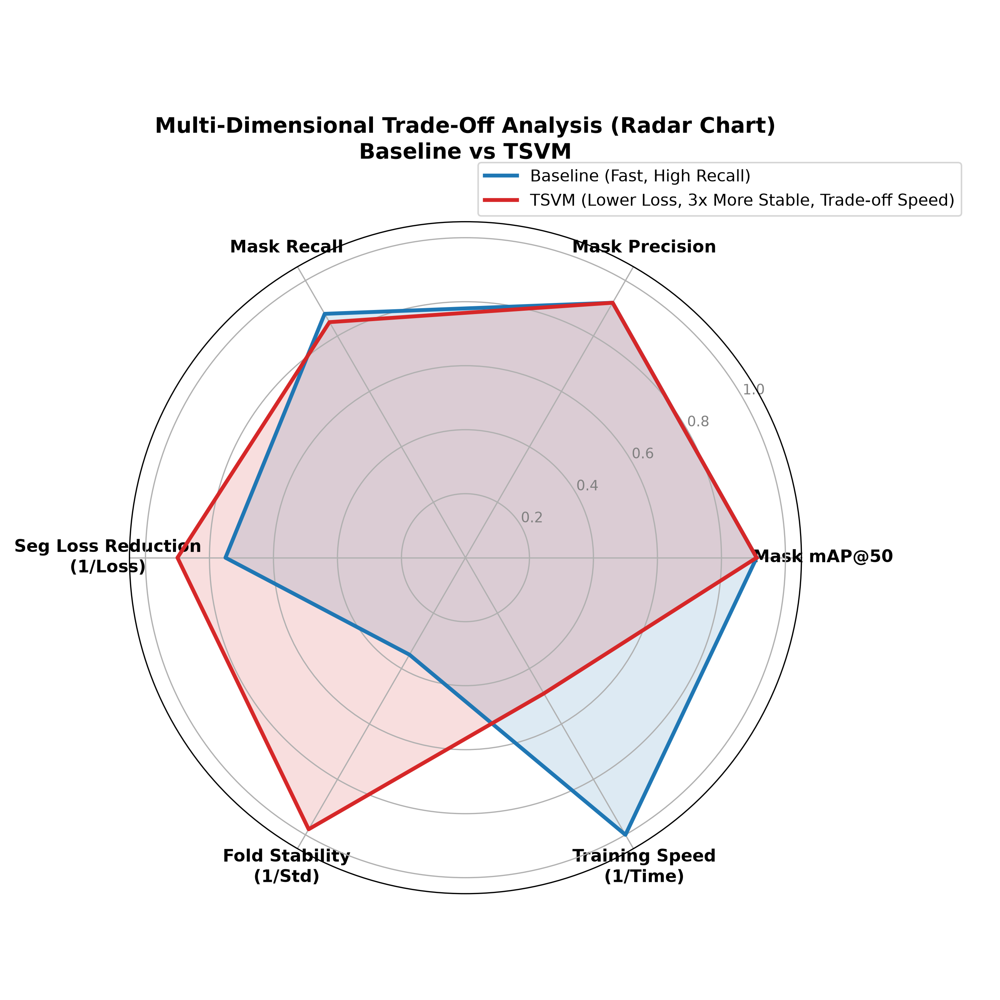 Multi-Dimensional Trade-Off Analysis (Radar Chart)
Baseline vs TSVM
Baseline (Fast, High Recall)
TSVM (Lower Loss, 3x More Stable, Trade-off Speed)
Mask Recall
Mask Precision
1.0
0.8
0.6
0.4
0.2
Seg Loss Reduction
(1/Loss)
Mask mAP@50
Fold Stability
(1/Std)
Training Speed
(1/Time)